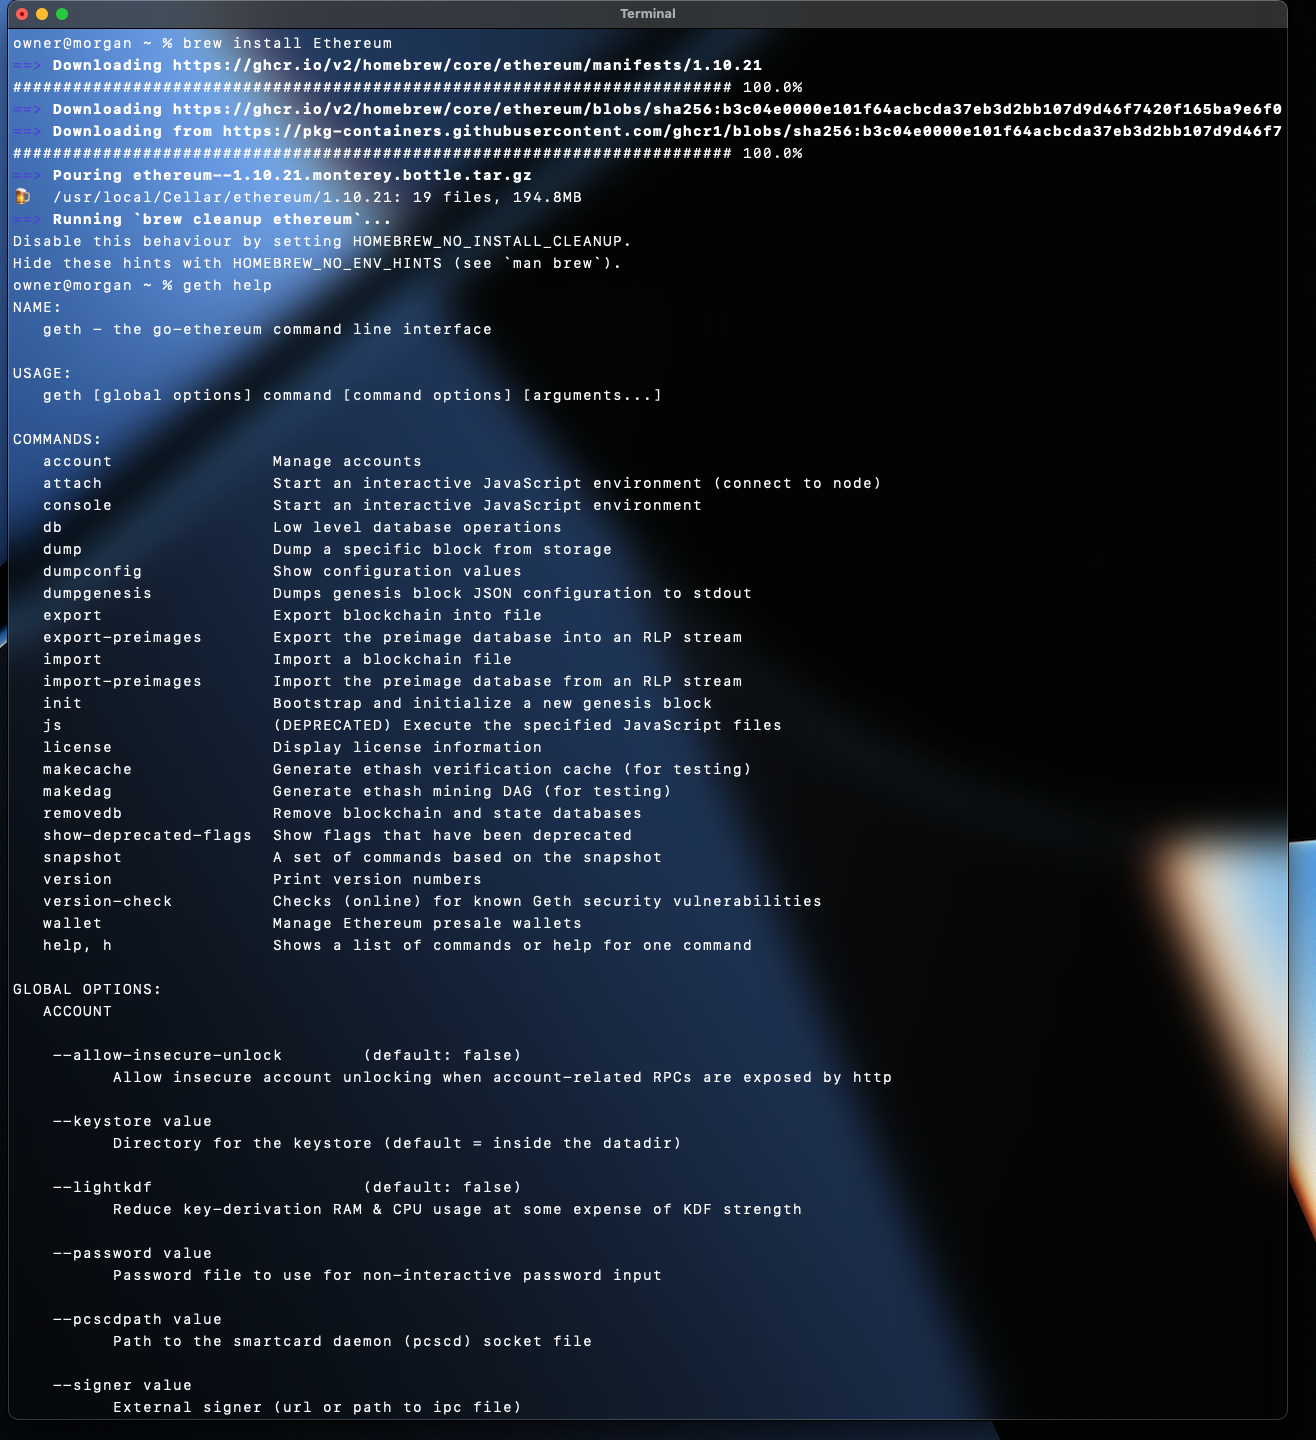 Terminal
owner@morgan ~ % brew install Ethereum
==> Downloading https://ghcr.io/v2/homebrew/core/ethereum/manifests/1.10.21
######################################################################## 100.0%
==> Downloading https://ghcr.io/v2/homebrew/core/ethereum/blobs/sha256:b3c04e0000e101f64acbcda37eb3d2bb107d9d46f7420f165ba9e6f0
==> Downloading from https://pkg-containers.githubusercontent.com/ghcr1/blobs/sha256:b3c04e0000e101f64acbcda37eb3d2bb107d9d46f7
######################################################################## 100.0%
==> Pouring ethereum--1.10.21.monterey.bottle.tar.gz
🍺  /usr/local/Cellar/ethereum/1.10.21: 19 files, 194.8MB
==> Running `brew cleanup ethereum`...
Disable this behaviour by setting HOMEBREW_NO_INSTALL_CLEANUP.
Hide these hints with HOMEBREW_NO_ENV_HINTS (see `man brew`).
owner@morgan ~ % geth help
NAME:
   geth - the go-ethereum command line interface

USAGE:
   geth [global options] command [command options] [arguments...]

COMMANDS:
   account                Manage accounts
   attach                 Start an interactive JavaScript environment (connect to node)
   console                Start an interactive JavaScript environment
   db                     Low level database operations
   dump                   Dump a specific block from storage
   dumpconfig             Show configuration values
   dumpgenesis            Dumps genesis block JSON configuration to stdout
   export                 Export blockchain into file
   export-preimages       Export the preimage database into an RLP stream
   import                 Import a blockchain file
   import-preimages       Import the preimage database from an RLP stream
   init                   Bootstrap and initialize a new genesis block
   js                     (DEPRECATED) Execute the specified JavaScript files
   license                Display license information
   makecache              Generate ethash verification cache (for testing)
   makedag                Generate ethash mining DAG (for testing)
   removedb               Remove blockchain and state databases
   show-deprecated-flags  Show flags that have been deprecated
   snapshot               A set of commands based on the snapshot
   version                Print version numbers
   version-check          Checks (online) for known Geth security vulnerabilities
   wallet                 Manage Ethereum presale wallets
   help, h                Shows a list of commands or help for one command

GLOBAL OPTIONS:
   ACCOUNT

    --allow-insecure-unlock        (default: false)
          Allow insecure account unlocking when account-related RPCs are exposed by http

    --keystore value
          Directory for the keystore (default = inside the datadir)

    --lightkdf                     (default: false)
          Reduce key-derivation RAM & CPU usage at some expense of KDF strength

    --password value
          Password file to use for non-interactive password input

    --pcscdpath value
          Path to the smartcard daemon (pcscd) socket file

    --signer value
          External signer (url or path to ipc file)